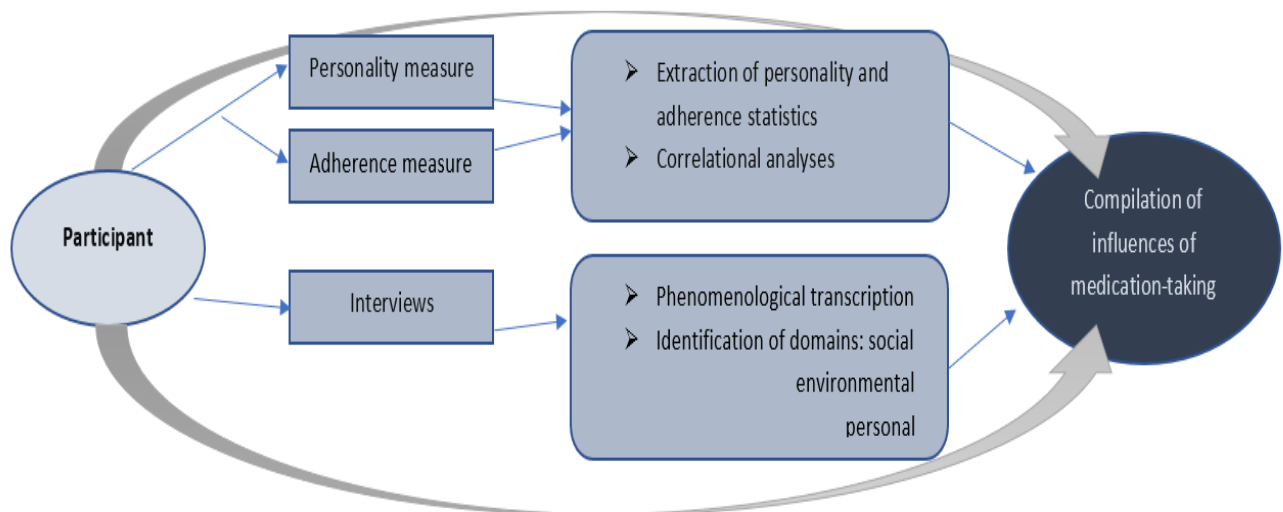 Participant
Personality measure
Adherence measure
Interviews
➢ Extraction of personality and
adherence statistics
➢ Correlational analyses
➢ Phenomenological transcription
➢ Identification of domains: social
environmental
personal
Compilation of
influences of
medication-taking